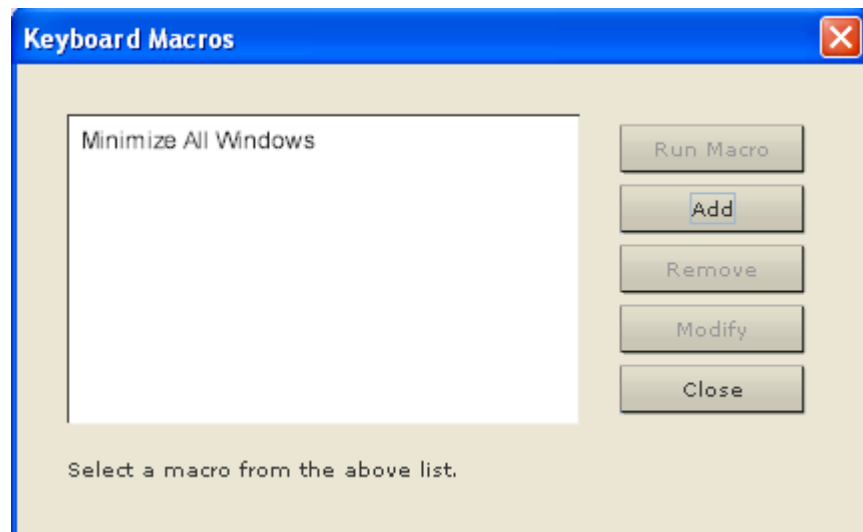 Keyboard Macros
Minimize All Windows
Run Macro
Add
Remove
Modify
Close
Select a macro from the above list.